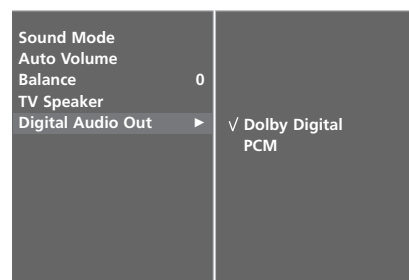 Sound Mode
Auto Volume
Balance 0
TV Speaker
Digital Audio Out ►
√ Dolby Digital
PCM